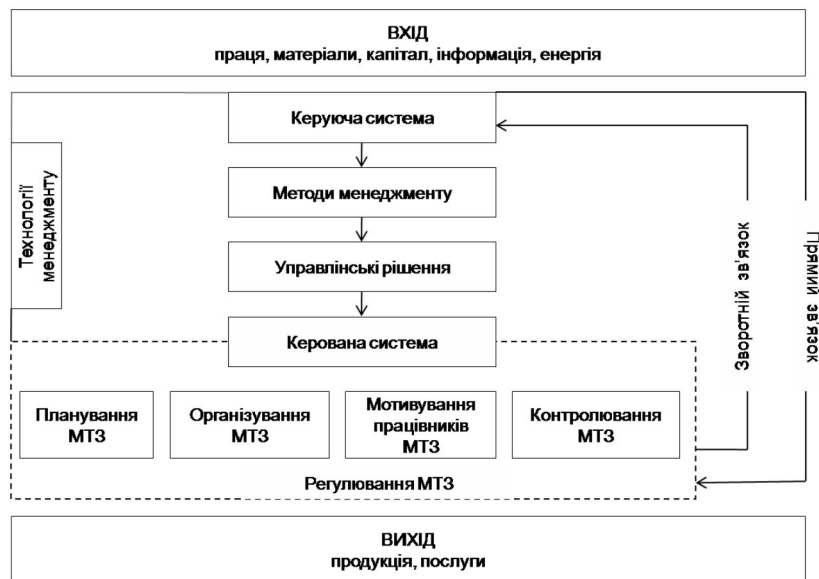 ВХІД
праця, матеріали, капітал, інформація, енергія
Керуюча система
Технології
менеджменту
Методи менеджменту
Управлінські рішення
Керована система
Зворотній зв'язок
Прямий зв'язок
Планування
МТЗ
Організування
МТЗ
Мотивування
працівників
МТЗ
Контролювання
МТЗ
Регулювання МТЗ
ВИХІД
продукція, послуги